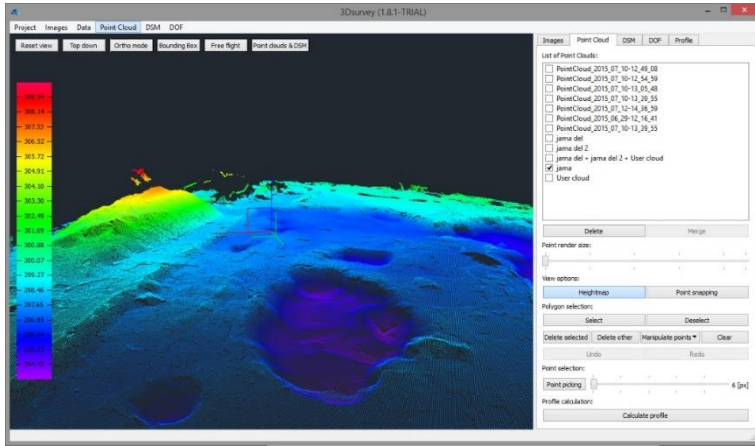 3Dsurvey (1.8.1-TRIAL)
Project Images Data Point Cloud DSM DOF
Reset view Top down Ortho mode Bounding Box Free flight Point clouds & DSM
308.14
307.33
306.52
305.72
304.91
304.10
303.30
302.49
301.69
300.88
300.07
299.27
298.46
297.65
Images Point Cloud DSM DOF Profile
List of Point Clouds:
PointCloud_2015_07_10-12_49_08
PointCloud_2015_07_10-12_54_59
PointCloud_2015_07_10-13_05_48
PointCloud_2015_07_10-13_39_55
PointCloud_2015_07_12-14_36_59
PointCloud_2015_06_29-12_16_41
PointCloud_2015_07_10-13_39_55
jama del
jama del 2
jama del + jama del 2 + User cloud
jama
User cloud
Delete Merge
Point render size:
View options:
Heightmap Point snapping
Polygon selection:
Select Deselect
Delete selected Delete other Manipulate points Clear
Undo Redo
Point selection:
Point picking 6 [px]
Profile calculation:
Calculate profile